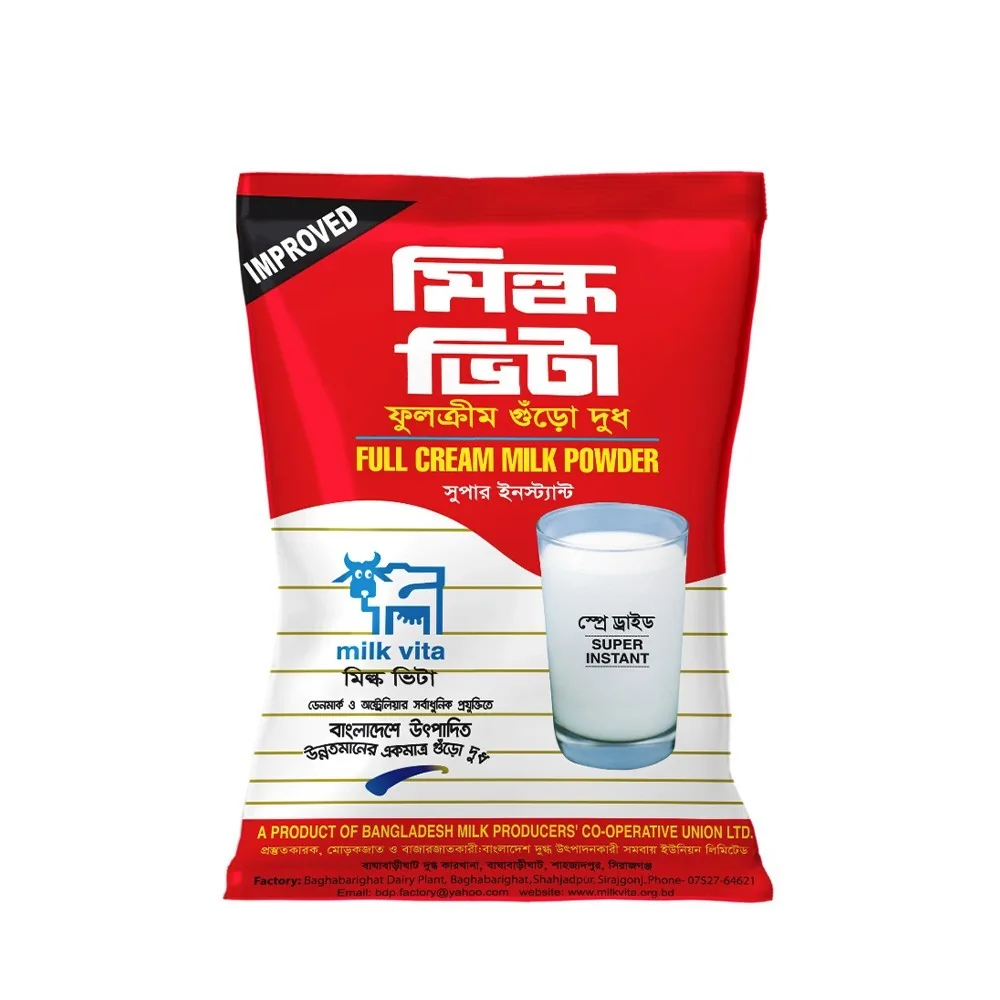 IMPROVED
মিল্ক
ভিটা
ফুলক্রীম গুঁড়ো দুধ
FULL CREAM MILK POWDER
সুপার ইনস্ট্যান্ট
স্প্রে ড্রাইড
SUPER
INSTANT
milk vita
মিল্ক ভিটা
ডেনমার্ক ও অষ্ট্রেলিয়ার সর্বাধুনিক প্রযুক্তিতে
বাংলাদেশে উৎপাদিত
উন্নতমানের একমাত্র গুঁড়ো দুধ
A PRODUCT OF BANGLADESH MILK PRODUCERS' CO-OPERATIVE UNION LTD.
প্রস্তুতকারক, মোড়কজাত ও বাজারজাতকারী:বাংলাদেশ দুগ্ধ উৎপাদনকারী সমবায় ইউনিয়ন লিমিটেড
বাঘাবাড়ীঘাট দুগ্ধ কারখানা, বাঘাবাড়ীঘাট, শাহজাদপুর, সিরাজগঞ্জ
Factory: Baghabarighat Dairy Plant, Baghabarighat, Shahjadpur, Sirajgonj. Phone- 07527-64621
Email: bdp.factory@yahoo.com website: www.milkvita.org.bd